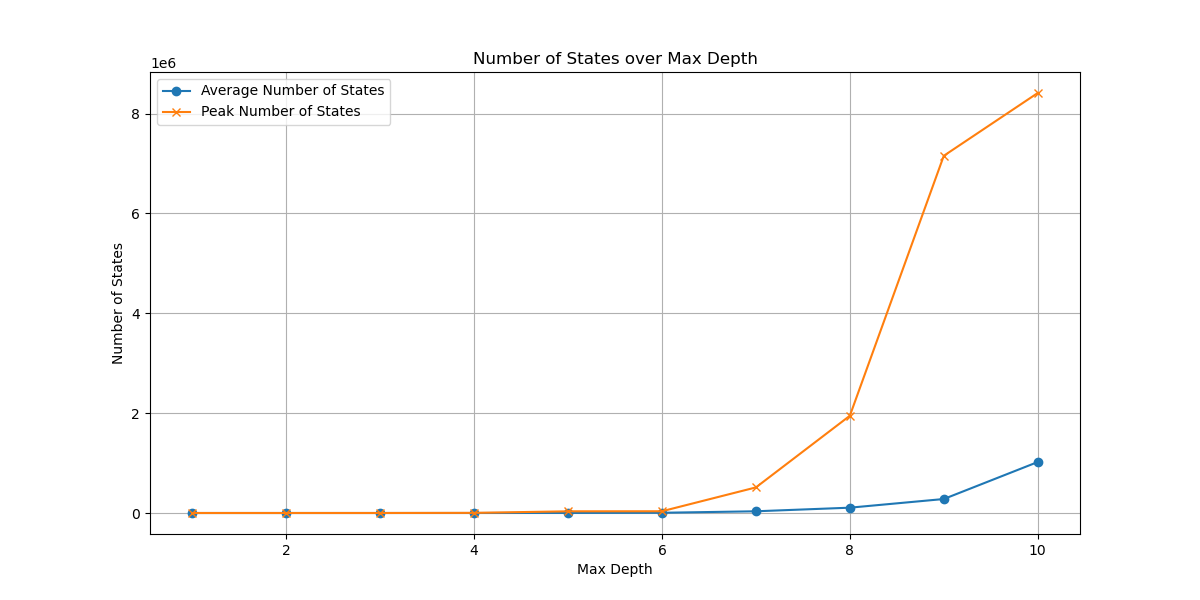 Number of States over Max Depth
1e6
Average Number of States
Peak Number of States
8
6
4
2
0
Number of States
2 4 6 8 10
Max Depth